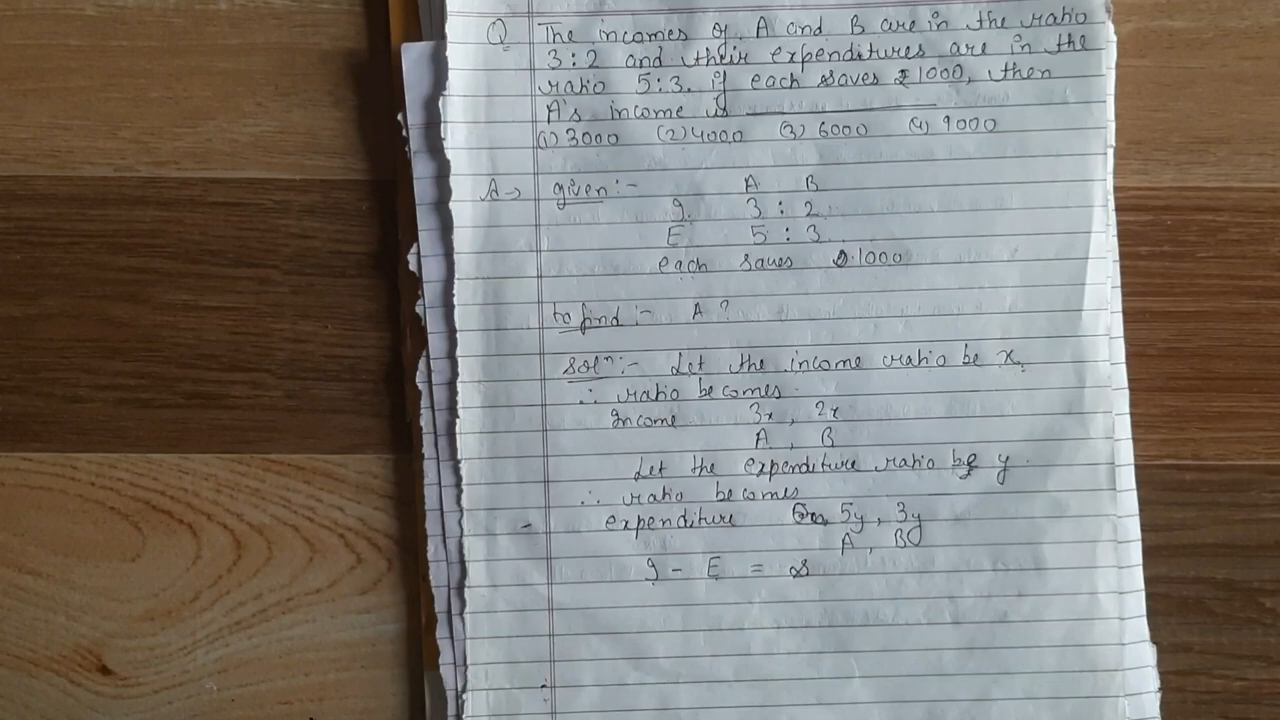 Q The incomes of A and B are in the ratio
3 : 2 and their expenditures are in the
ratio 5:3. if each saves ₹1000, then
A's income is ________
(1) 3000 (2) 4000 (3) 6000 (4) 9000
A→ given :- A B
I. 3 : 2
E 5 : 3
each saves 1000
to find :- A ?
Solⁿ :- Let the income ratio be x.
∴ ratio becomes.
Income 3x, 2x
A , B
Let the expenditure ratio be y.
∴ ratio becomes
expenditure 5y, 3y
A , B
I - E = S